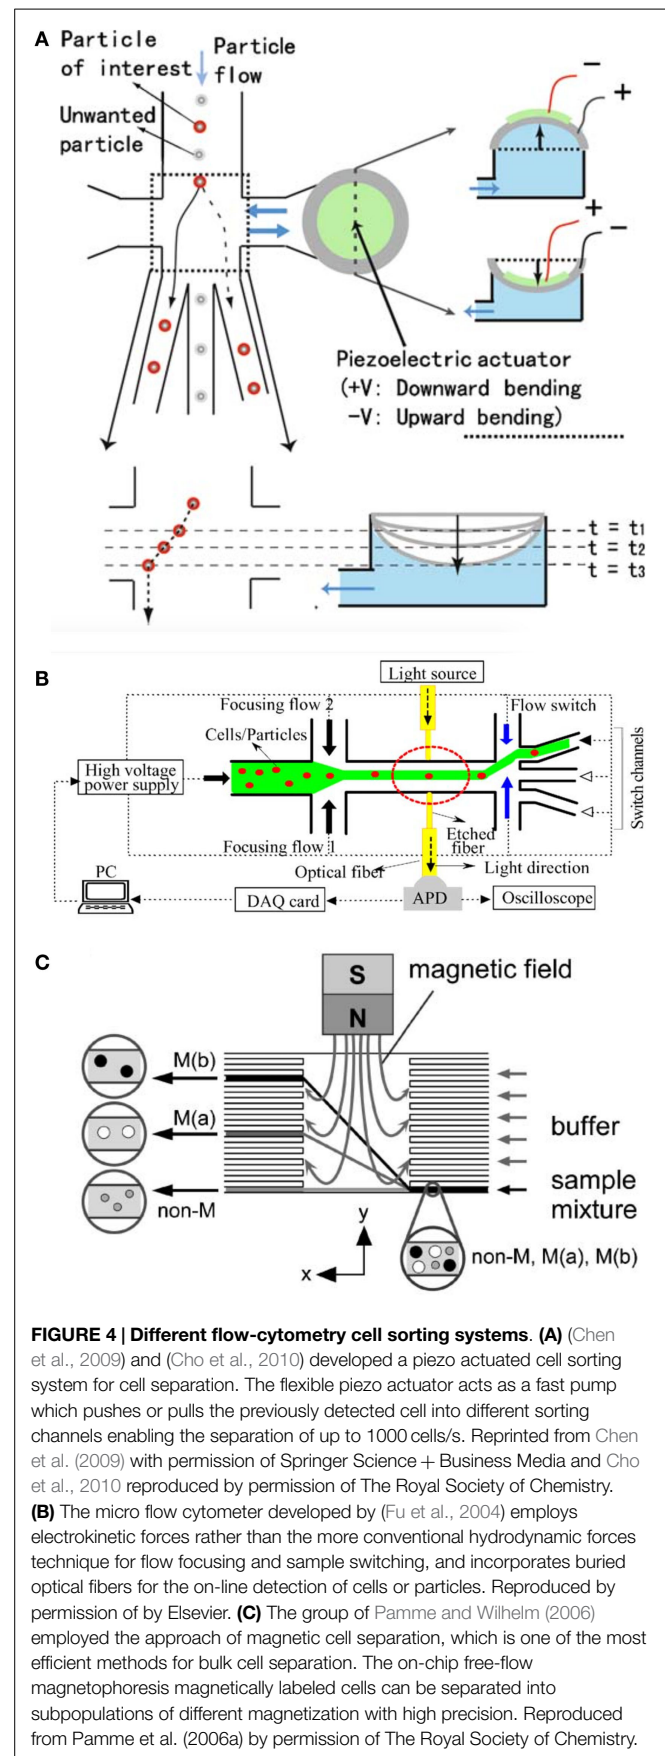 A
Particle of interest
Particle flow
Unwanted particle
−
+
+
−
Piezoelectric actuator
(+V: Downward bending
-V: Upward bending)
t = t1
t = t2
t = t3
B
Light source
Focusing flow 2
Flow switch
Cells/Particles
High voltage
power supply
Switch channels
Etched
fiber
Focusing flow 1
Optical fiber
Light direction
PC
DAQ card
APD
Oscilloscope
C
S
N
magnetic field
M(b)
M(a)
non-M
buffer
sample
mixture
y
x
non-M, M(a), M(b)
FIGURE 4 | Different flow-cytometry cell sorting systems. (A) (Chen
et al., 2009) and (Cho et al., 2010) developed a piezo actuated cell sorting
system for cell separation. The flexible piezo actuator acts as a fast pump
which pushes or pulls the previously detected cell into different sorting
channels enabling the separation of up to 1000 cells/s. Reprinted from Chen
et al. (2009) with permission of Springer Science + Business Media and Cho
et al., 2010 reproduced by permission of The Royal Society of Chemistry.
(B) The micro flow cytometer developed by (Fu et al., 2004) employs
electrokinetic forces rather than the more conventional hydrodynamic forces
technique for flow focusing and sample switching, and incorporates buried
optical fibers for the on-line detection of cells or particles. Reproduced by
permission of by Elsevier. (C) The group of Pamme and Wilhelm (2006)
employed the approach of magnetic cell separation, which is one of the most
efficient methods for bulk cell separation. The on-chip free-flow
magnetophoresis magnetically labeled cells can be separated into
subpopulations of different magnetization with high precision. Reproduced
from Pamme et al. (2006a) by permission of The Royal Society of Chemistry.